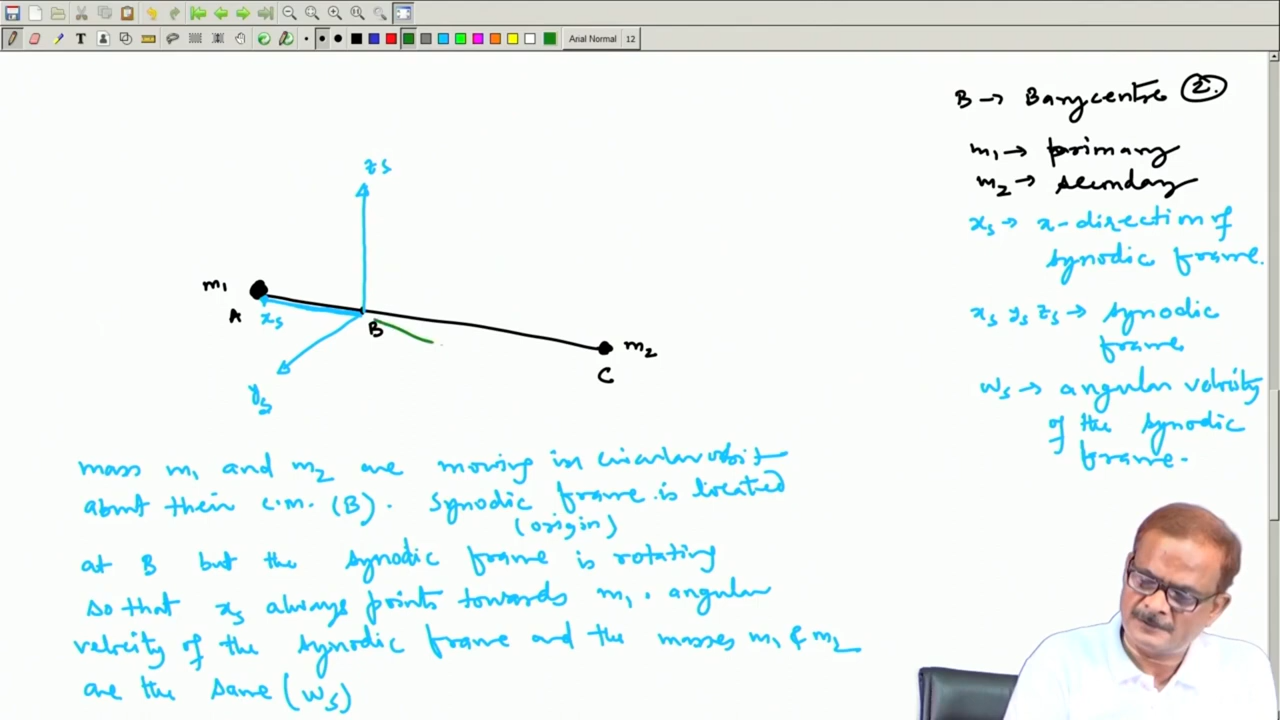 Arial Normal 12
B → Barycentre 2.
m1 → primary
m2 → secondary
xs → x-direction of
synodic frame.
xs ys zs → synodic
frame
ws → angular velocity
of the synodic
frame.
zs
m1
A
xs
B
m2
C
ys
mass m1 and m2 are moving in circular orbit
about their c.m. (B). Synodic frame is located
(origin)
at B but the synodic frame is rotating
so that xs always points towards m1. angular
velocity of the synodic frame and the masses m1 & m2
are the same (ws)